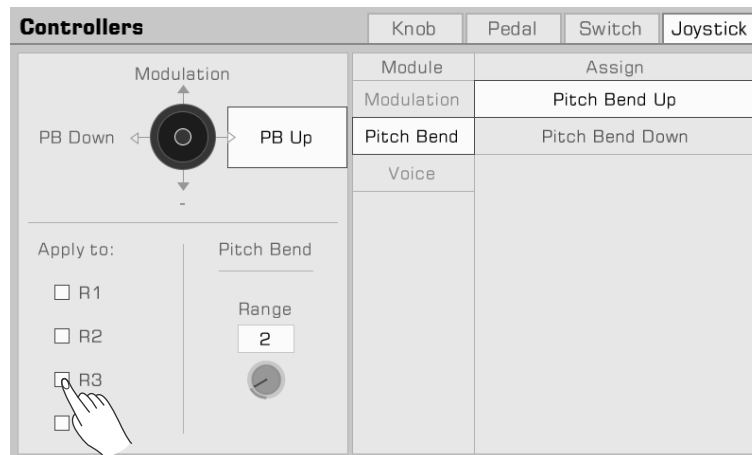 Controllers
Knob
Pedal
Switch
Joystick
Modulation
PB Down
PB Up
-
Apply to:
R1
R2
R3
Pitch Bend
Range
2
Module
Assign
Modulation
Pitch Bend Up
Pitch Bend
Pitch Bend Down
Voice